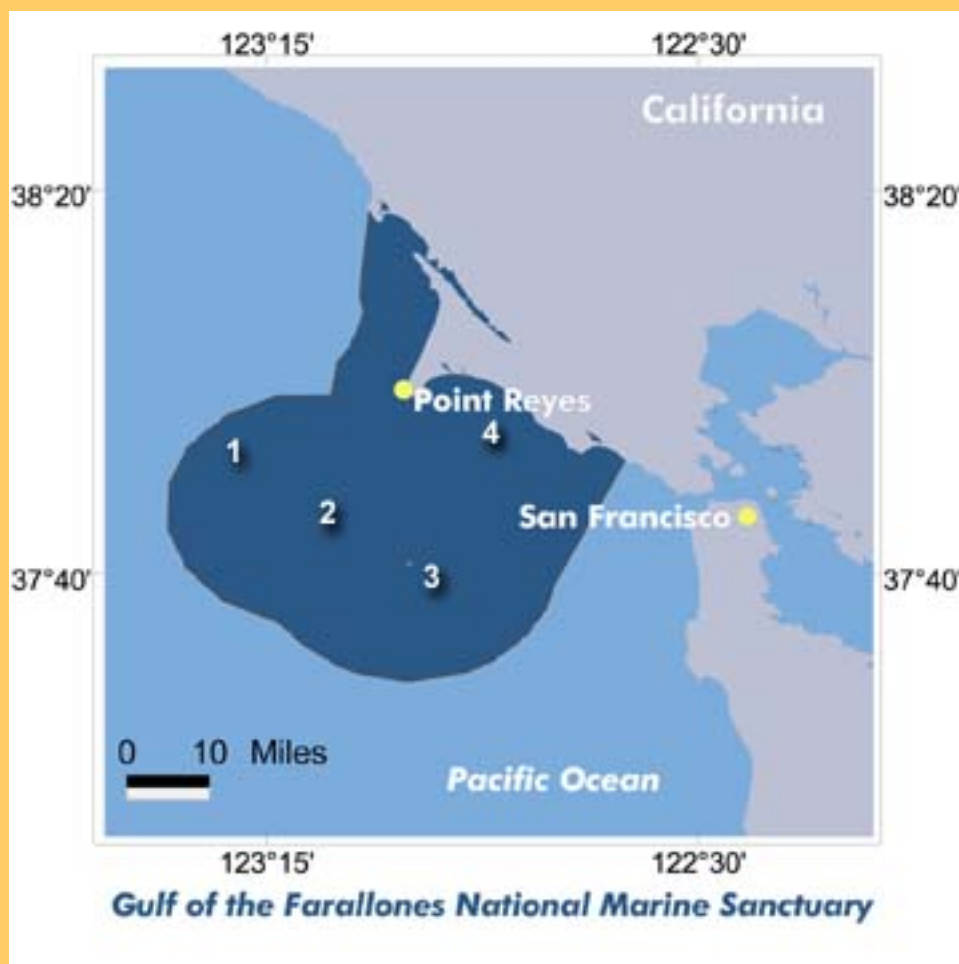 123°15' 122°30'
California
38°20' 38°20'
Point Reyes
1
4
2
San Francisco
37°40' 37°40'
3
0 10 Miles
Pacific Ocean
123°15' 122°30'
Gulf of the Farallones National Marine Sanctuary